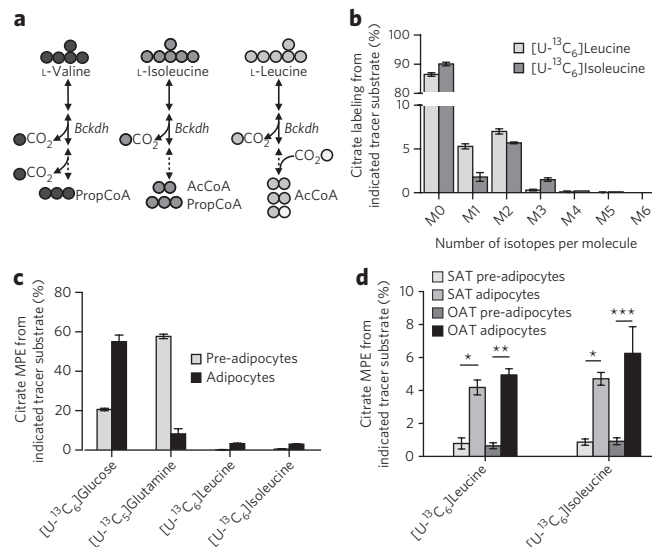 a
L-Valine
L-Isoleucine
L-Leucine
Bckdh
Bckdh
Bckdh
CO2
CO2
CO2
CO2
CO2
PropCoA
AcCoA
PropCoA
AcCoA
b
[U-13C6]Leucine
[U-13C6]Isoleucine
Citrate labeling from
indicated tracer substrate (%)
100
90
80
10
5
0
M0
M1
M2
M3
M4
M5
M6
Number of isotopes per molecule
c
Citrate MPE from
indicated tracer substrate (%)
80
60
40
20
0
Pre-adipocytes
Adipocytes
[U-13C6]Glucose
[U-13C5]Glutamine
[U-13C6]Leucine
[U-13C6]Isoleucine
d
SAT pre-adipocytes
SAT adipocytes
OAT pre-adipocytes
OAT adipocytes
Citrate MPE from
indicated tracer substrate (%)
10
8
6
4
2
0
*
**
*
***
[U-13C6]Leucine
[U-13C6]Isoleucine